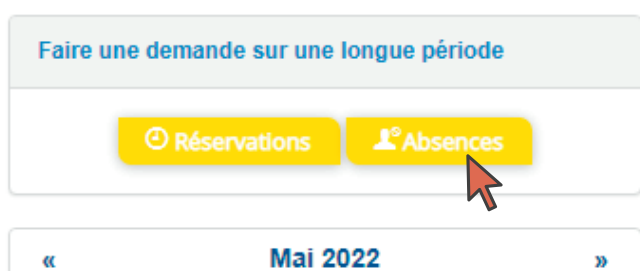 Faire une demande sur une longue période
Réservations Absences
« Mai 2022 »